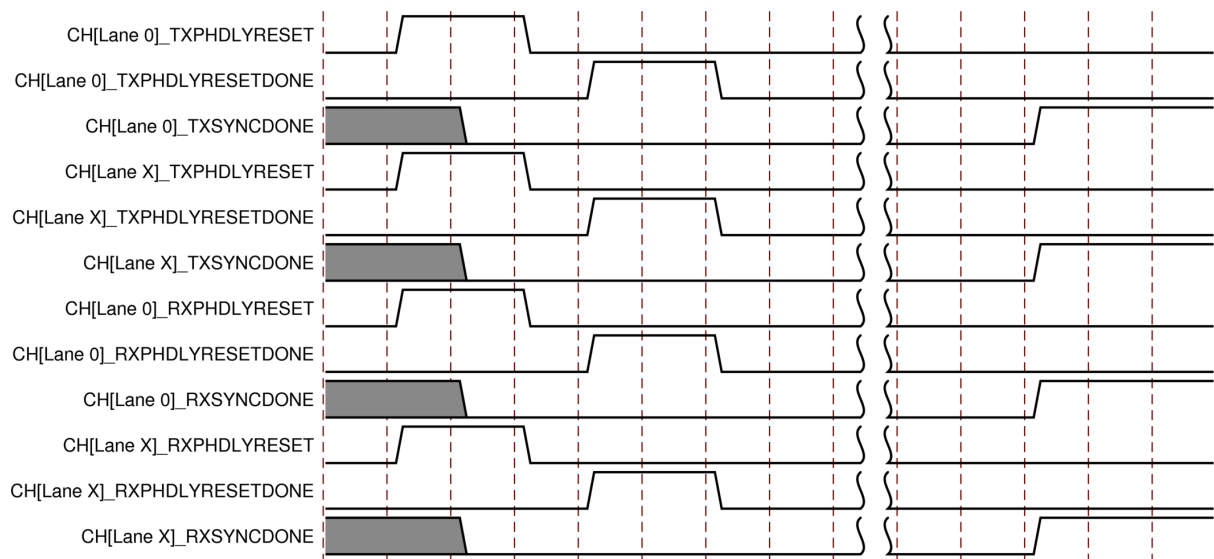 CH[Lane 0]_TXPHDLYRESET
CH[Lane 0]_TXPHDLYRESETDONE
CH[Lane 0]_TXSYNCDONE
CH[Lane X]_TXPHDLYRESET
CH[Lane X]_TXPHDLYRESETDONE
CH[Lane X]_TXSYNCDONE
CH[Lane 0]_RXPHDLYRESET
CH[Lane 0]_RXPHDLYRESETDONE
CH[Lane 0]_RXSYNCDONE
CH[Lane X]_RXPHDLYRESET
CH[Lane X]_RXPHDLYRESETDONE
CH[Lane X]_RXSYNCDONE